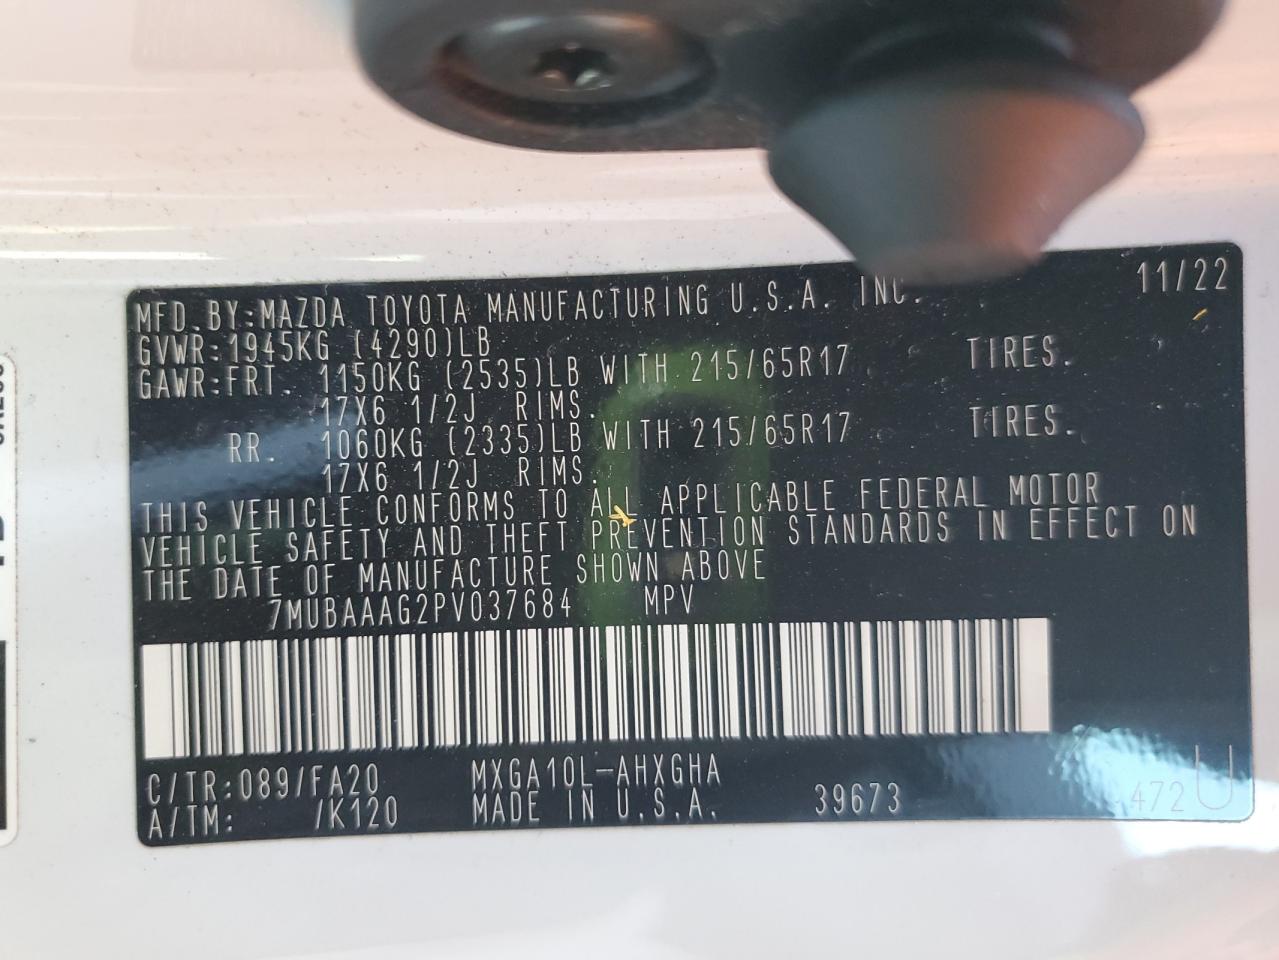 MFD.BY:MAZDA TOYOTA MANUFACTURING U.S.A. INC. 11/22
GVWR:1945KG (4290)LB
GAWR:FRT. 1150KG (2535)LB WITH 215/65R17 TIRES.
17X6 1/2J RIMS.
RR. 1060KG (2335)LB WITH 215/65R17 TIRES.
17X6 1/2J RIMS.
THIS VEHICLE CONFORMS TO ALL APPLICABLE FEDERAL MOTOR
VEHICLE SAFETY AND THEFT PREVENTION STANDARDS IN EFFECT ON
THE DATE OF MANUFACTURE SHOWN ABOVE
7MUBAAAG2PV037684 MPV
C/TR:089/FA20 MXGA10L-AHXGHA
A/TM: /K120 MADE IN U.S.A. 39673 472 U